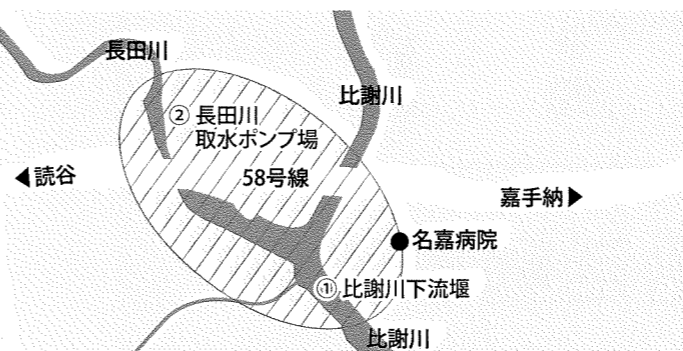 長田川
比謝川
② 長田川
取水ポンプ場
◀読谷
58号線
嘉手納▶
●名嘉病院
① 比謝川下流堰
比謝川